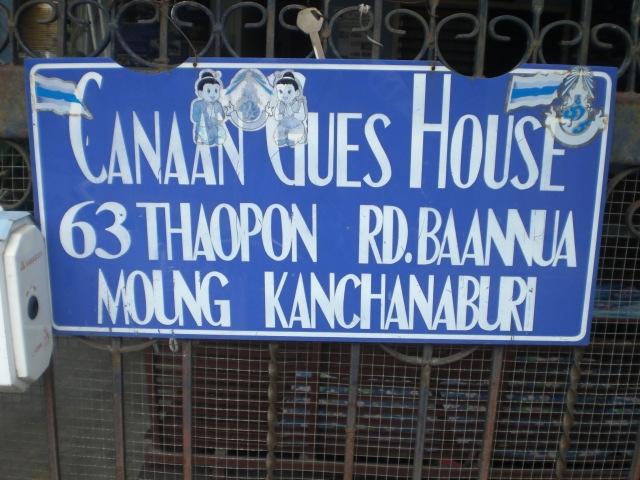 CANAAN GUES HOUSE
63 THAOPON RD. BAANNUA
MOUNG KANCHANABURI